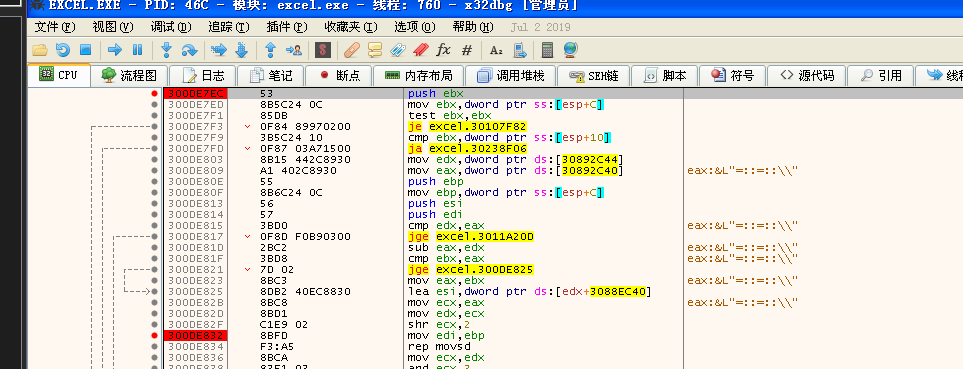 EXCEL.EXE - PID: 46C - 模块: excel.exe - 线程: 760 - x32dbg [管理员]
文件(F) 视图(V) 调试(D) 追踪(T) 插件(P) 收藏夹(I) 选项(O) 帮助(H) Jul 2 2019
CPU 流程图 日志 笔记 断点 内存布局 调用堆栈 SEH链 脚本 符号 源代码 引用 线程
300DE7EC 53 push ebx
300DE7ED 8B5C24 0C mov ebx,dword ptr ss:[esp+C]
300DE7F1 85DB test ebx,ebx
300DE7F3 0F84 89970200 je excel.30107F82
300DE7F9 3B5C24 10 cmp ebx,dword ptr ss:[esp+10]
300DE7FD 0F87 03A71500 ja excel.30238F06
300DE803 8B15 442C8930 mov edx,dword ptr ds:[30892C44]
300DE809 A1 402C8930 mov eax,dword ptr ds:[30892C40] eax:&L"=::=::\\"
300DE80E 55 push ebp
300DE80F 8B6C24 0C mov ebp,dword ptr ss:[esp+C]
300DE813 56 push esi
300DE814 57 push edi
300DE815 3BD0 cmp edx,eax eax:&L"=::=::\\"
300DE817 0F8D F0B90300 jge excel.3011A20D
300DE81D 2BC2 sub eax,edx eax:&L"=::=::\\"
300DE81F 3BD8 cmp ebx,eax eax:&L"=::=::\\"
300DE821 7D 02 jge excel.300DE825
300DE823 8BC3 mov eax,ebx eax:&L"=::=::\\"
300DE825 8DB2 40EC8830 lea esi,dword ptr ds:[edx+3088EC40]
300DE82B 8BC8 mov ecx,eax eax:&L"=::=::\\"
300DE82D 8BD1 mov edx,ecx
300DE82F C1E9 02 shr ecx,2
300DE832 8BFD mov edi,ebp
300DE834 F3:A5 rep movsd
300DE836 8BCA mov ecx,edx
300DE838 83E1 03